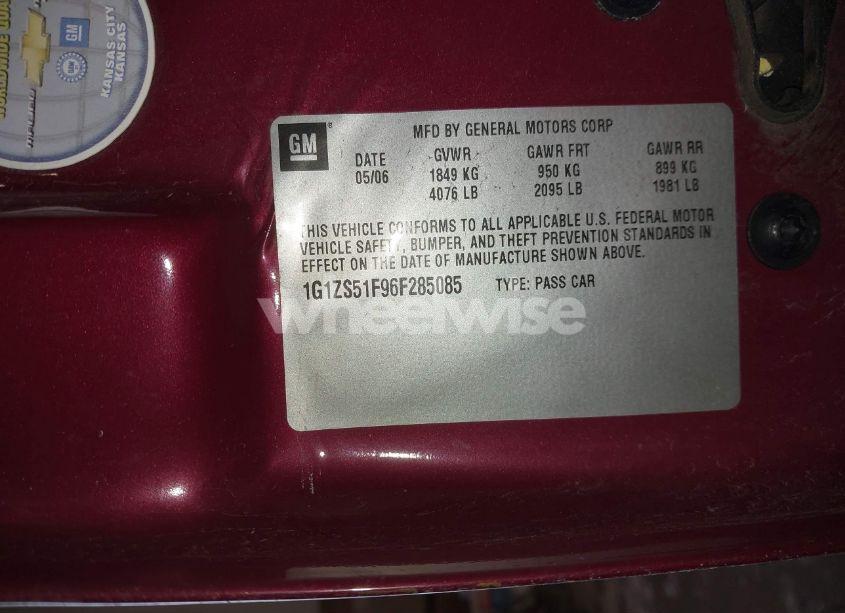 WORLDWIDE QUA
GM
UAW
KANSAS CITY
KANSAS
GM
MFD BY GENERAL MOTORS CORP
DATE GVWR GAWR FRT GAWR RR
05/06 1849 KG 950 KG 899 KG
4076 LB 2095 LB 1981 LB
THIS VEHICLE CONFORMS TO ALL APPLICABLE U.S. FEDERAL MOTOR
VEHICLE SAFETY, BUMPER, AND THEFT PREVENTION STANDARDS IN
EFFECT ON THE DATE OF MANUFACTURE SHOWN ABOVE.
1G1ZS51F96F285085 TYPE: PASS CAR
wheelwise